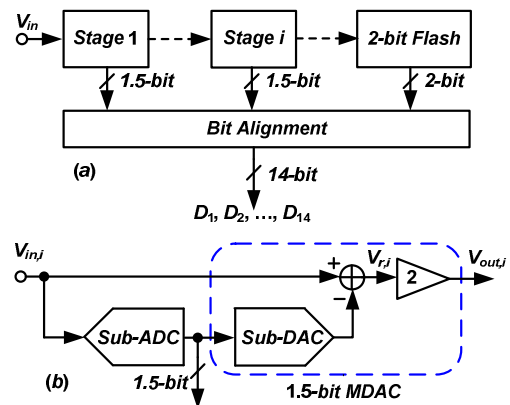 V_in
Stage 1
Stage i
2-bit Flash
1.5-bit
1.5-bit
2-bit
Bit Alignment
(a)
14-bit
D_1, D_2, ..., D_14
V_in,i
+
V_r,i
V_out,i
2
−
Sub-ADC
Sub-DAC
(b)
1.5-bit
1.5-bit MDAC